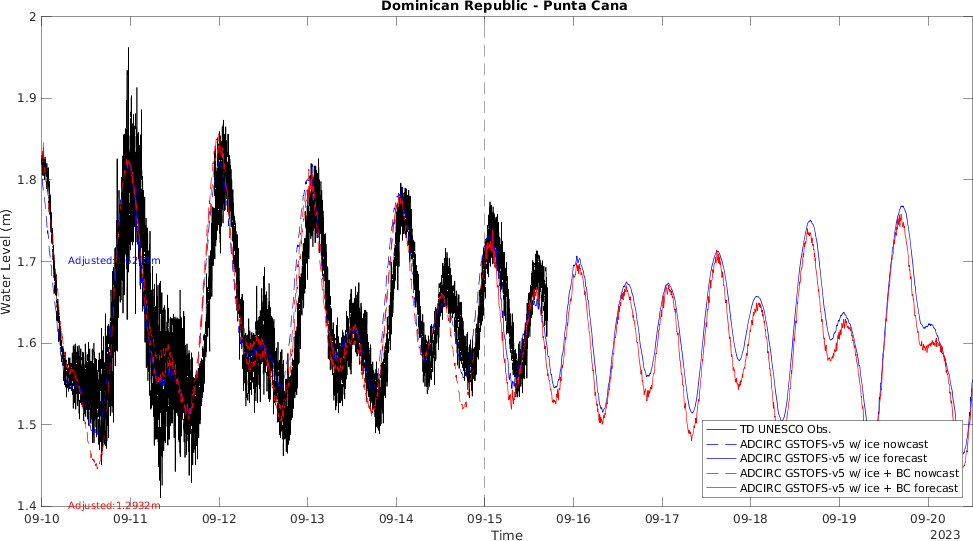 Dominican Republic - Punta Cana
2
1.9
1.8
1.7
1.6
1.5
1.4
Water Level (m)
Adjusted:
Adjusted:1.2932m
TD UNESCO Obs.
ADCIRC GSTOFS-v5 w/ ice nowcast
ADCIRC GSTOFS-v5 w/ ice forecast
ADCIRC GSTOFS-v5 w/ ice + BC nowcast
ADCIRC GSTOFS-v5 w/ ice + BC forecast
09-10 09-11 09-12 09-13 09-14 09-15 09-16 09-17 09-18 09-19 09-20
Time
2023